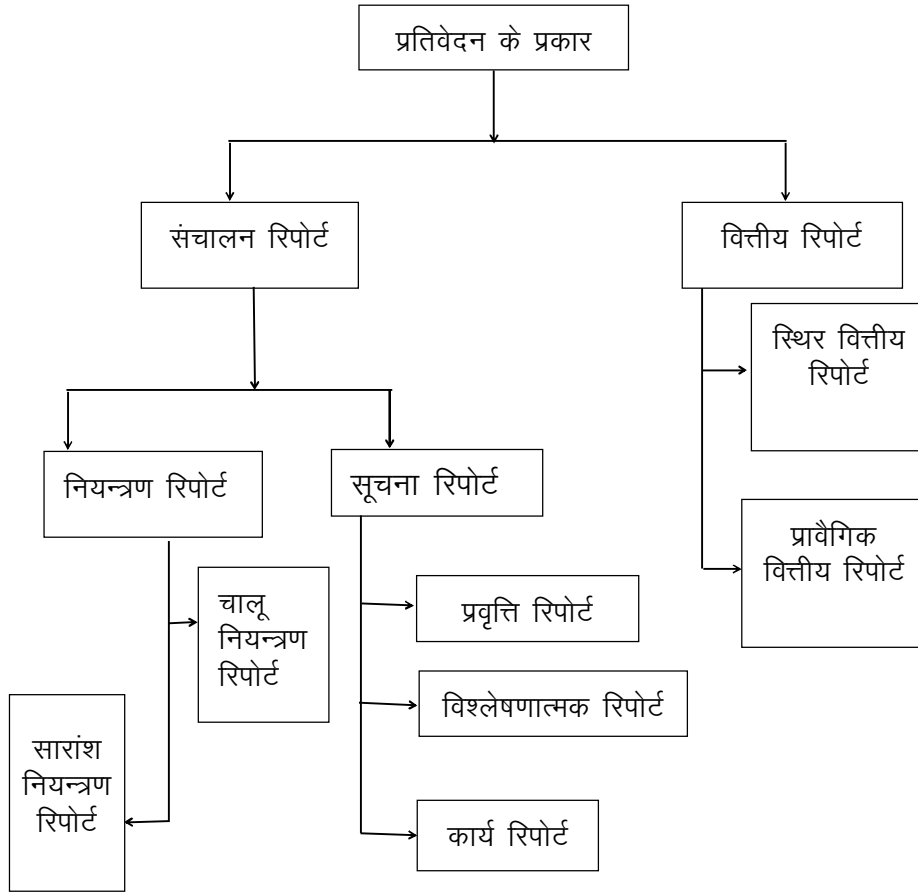 प्रतिवेदन के प्रकार
संचालन रिपोर्ट
वित्तीय रिपोर्ट
स्थिर वित्तीय
रिपोर्ट
नियन्त्रण रिपोर्ट
सूचना रिपोर्ट
प्रावैगिक
वित्तीय रिपोर्ट
चालू
नियन्त्रण
रिपोर्ट
प्रवृत्ति रिपोर्ट
विश्लेषणात्मक रिपोर्ट
सारांश
नियन्त्रण
रिपोर्ट
कार्य रिपोर्ट